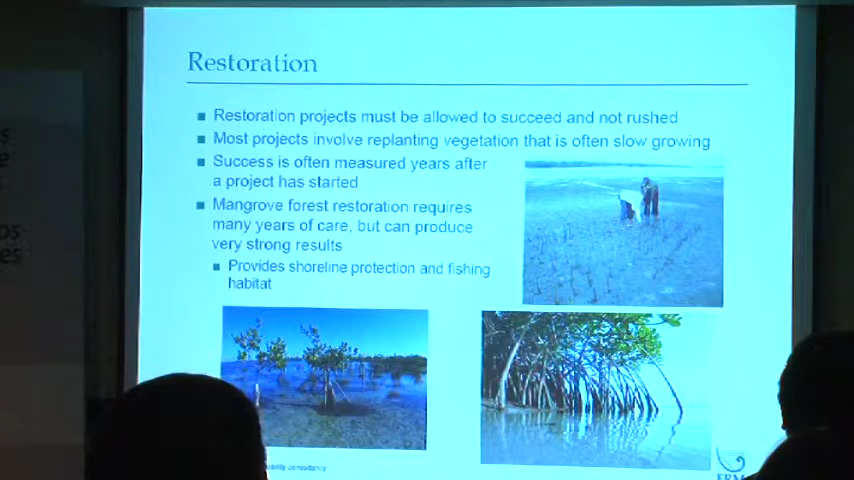 Restoration
Restoration projects must be allowed to succeed and not rushed
Most projects involve replanting vegetation that is often slow growing
Success is often measured years after
a project has started
Mangrove forest restoration requires
many years of care, but can produce
very strong results
Provides shoreline protection and fishing
habitat
consultancy
ERM